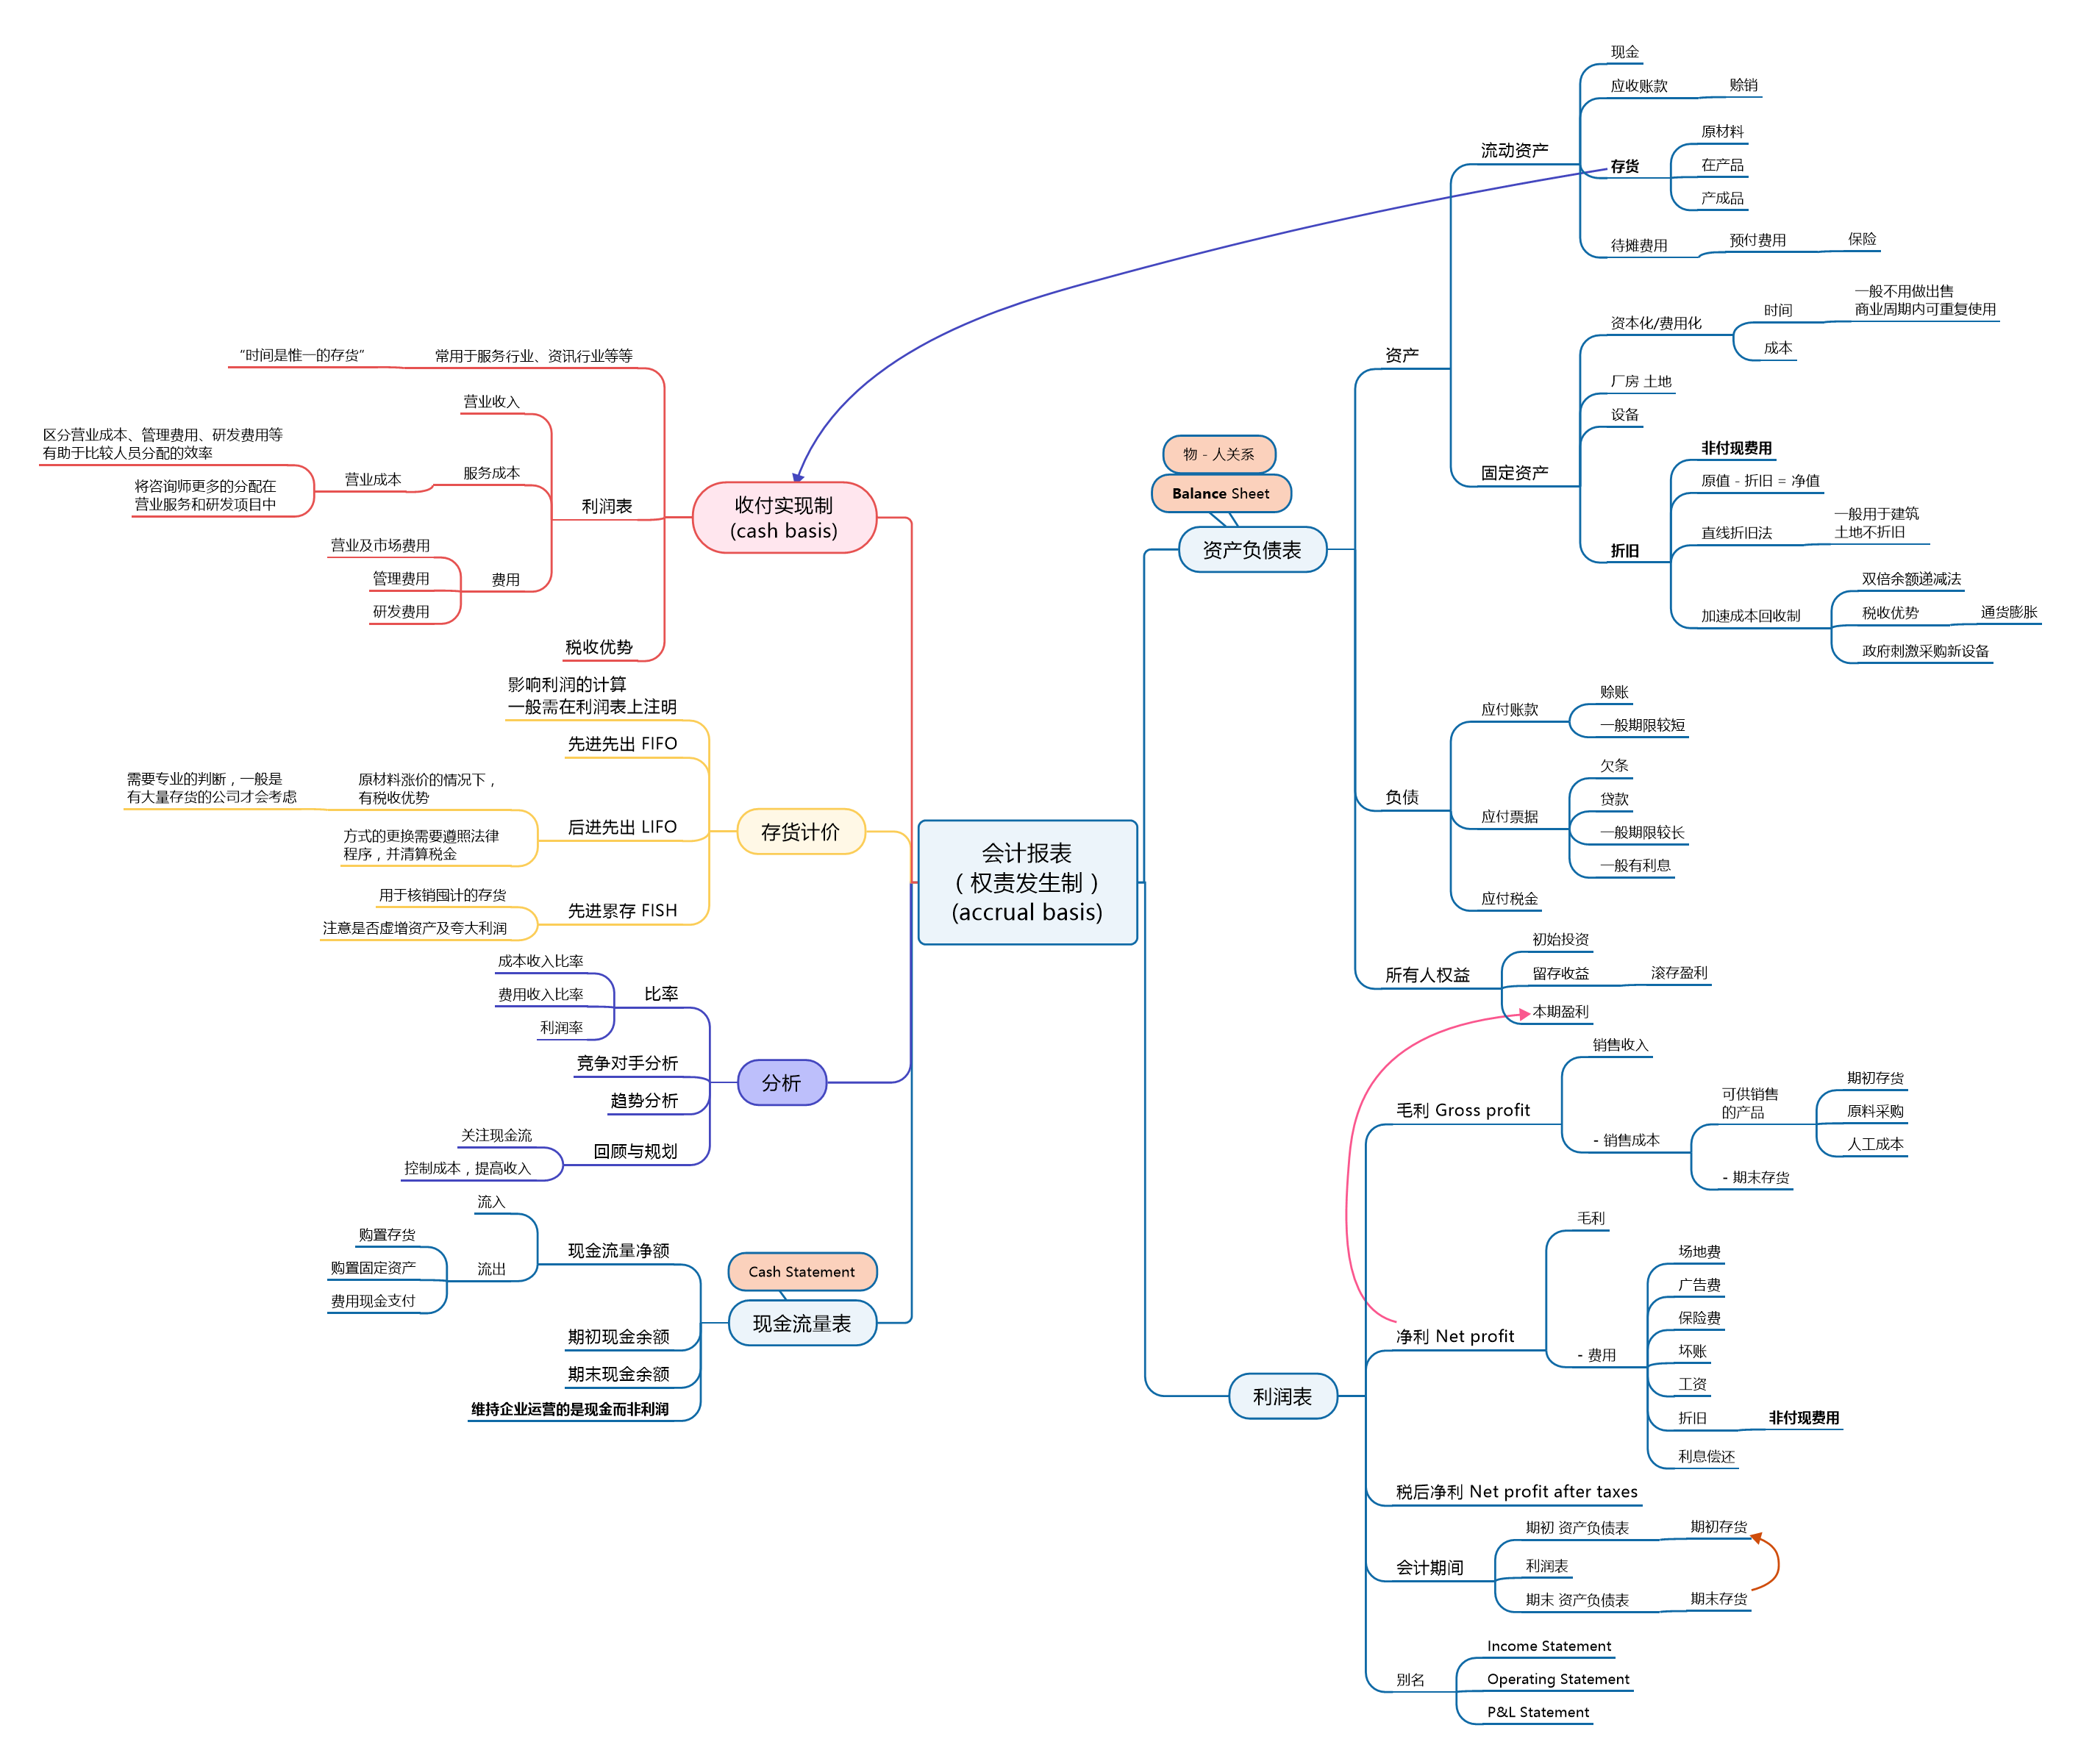 会计报表
（权责发生制）
(accrual basis)
物 - 人关系
Balance Sheet
资产负债表
资产
流动资产
现金
应收账款
赊销
存货
原材料
在产品
产成品
待摊费用
预付费用
保险
固定资产
资本化/费用化
时间
一般不用做出售
商业周期内可重复使用
成本
厂房 土地
设备
折旧
非付现费用
原值 - 折旧 = 净值
直线折旧法
一般用于建筑
土地不折旧
加速成本回收制
双倍余额递减法
税收优势
通货膨胀
政府刺激采购新设备
负债
应付账款
赊账
一般期限较短
应付票据
欠条
贷款
一般期限较长
一般有利息
应付税金
所有人权益
初始投资
留存收益
滚存盈利
本期盈利
利润表
毛利 Gross profit
销售收入
- 销售成本
可供销售
的产品
期初存货
原料采购
人工成本
- 期末存货
净利 Net profit
毛利
- 费用
场地费
广告费
保险费
坏账
工资
折旧
非付现费用
利息偿还
税后净利 Net profit after taxes
会计期间
期初 资产负债表
期初存货
利润表
期末 资产负债表
期末存货
别名
Income Statement
Operating Statement
P&L Statement
收付实现制
(cash basis)
常用于服务行业、资讯行业等等
“时间是惟一的存货”
利润表
营业收入
服务成本
营业成本
区分营业成本、管理费用、研发费用等
有助于比较人员分配的效率
将咨询师更多的分配在
营业服务和研发项目中
费用
营业及市场费用
管理费用
研发费用
税收优势
存货计价
影响利润的计算
一般需在利润表上注明
先进先出 FIFO
后进先出 LIFO
原材料涨价的情况下，
有税收优势
需要专业的判断，一般是
有大量存货的公司才会考虑
方式的更换需要遵照法律
程序，并清算税金
先进累存 FISH
用于核销囤计的存货
注意是否虚增资产及夸大利润
分析
比率
成本收入比率
费用收入比率
利润率
竞争对手分析
趋势分析
回顾与规划
关注现金流
控制成本，提高收入
Cash Statement
现金流量表
现金流量净额
流入
流出
购置存货
购置固定资产
费用现金支付
期初现金余额
期末现金余额
维持企业运营的是现金而非利润